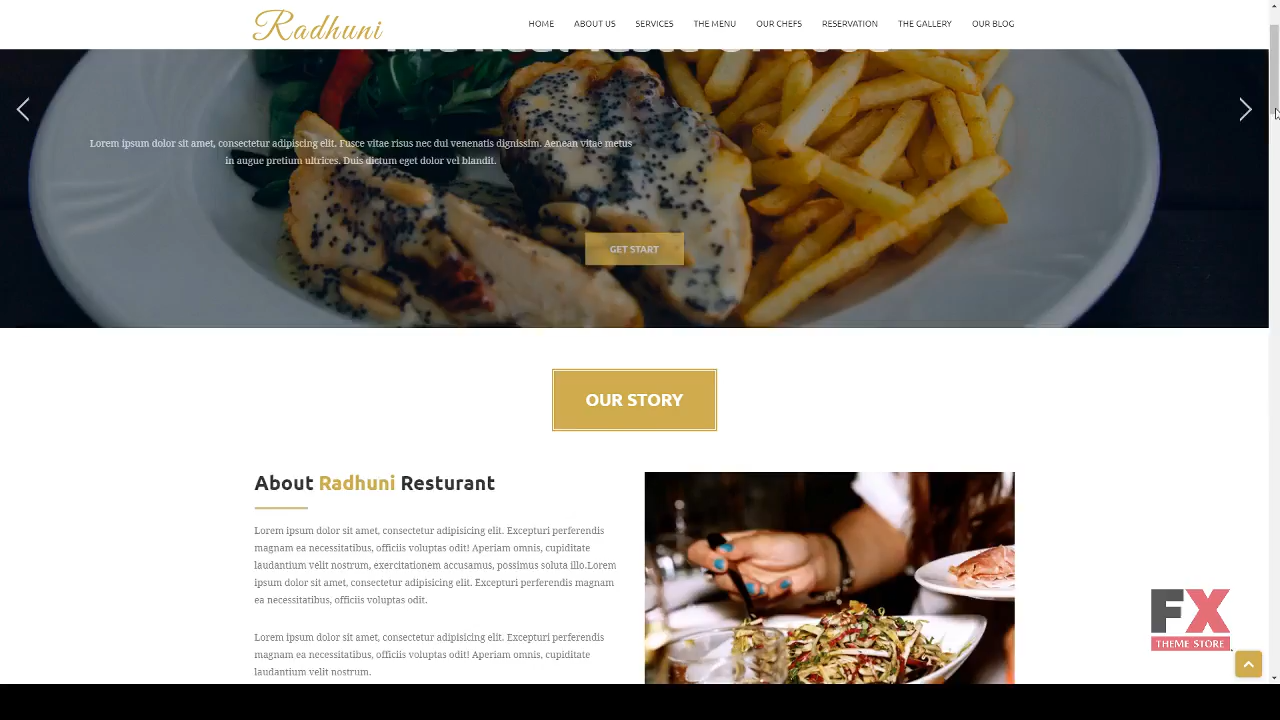 Radhuni
HOME ABOUT US SERVICES THE MENU OUR CHEFS RESERVATION THE GALLERY OUR BLOG
Lorem ipsum dolor sit amet, consectetur adipiscing elit. Fusce vitae risus nec dul venenatis dignissim. Aenean vitae metus
in augue pretium ultrices. Duis dictum eget dolor vel blandit.
GET START
OUR STORY
About Radhuni Resturant
Lorem ipsum dolor sit amet, consectetur adipisicing elit. Excepturi perferendis
magnam ea necessitatibus, officiis voluptas odit! Aperiam omnis, cupiditate
laudantium velit nostrum, exercitationem accusamus, possimus soluta illo.Lorem
ipsum dolor sit amet, consectetur adipisicing elit. Excepturi perferendis magnam
ea necessitatibus, officiis voluptas odit.
Lorem ipsum dolor sit amet, consectetur adipisicing elit. Excepturi perferendis
magnam ea necessitatibus, officiis voluptas odit! Aperiam omnis, cupiditate
laudantium velit nostrum.
FX
THEME STORE